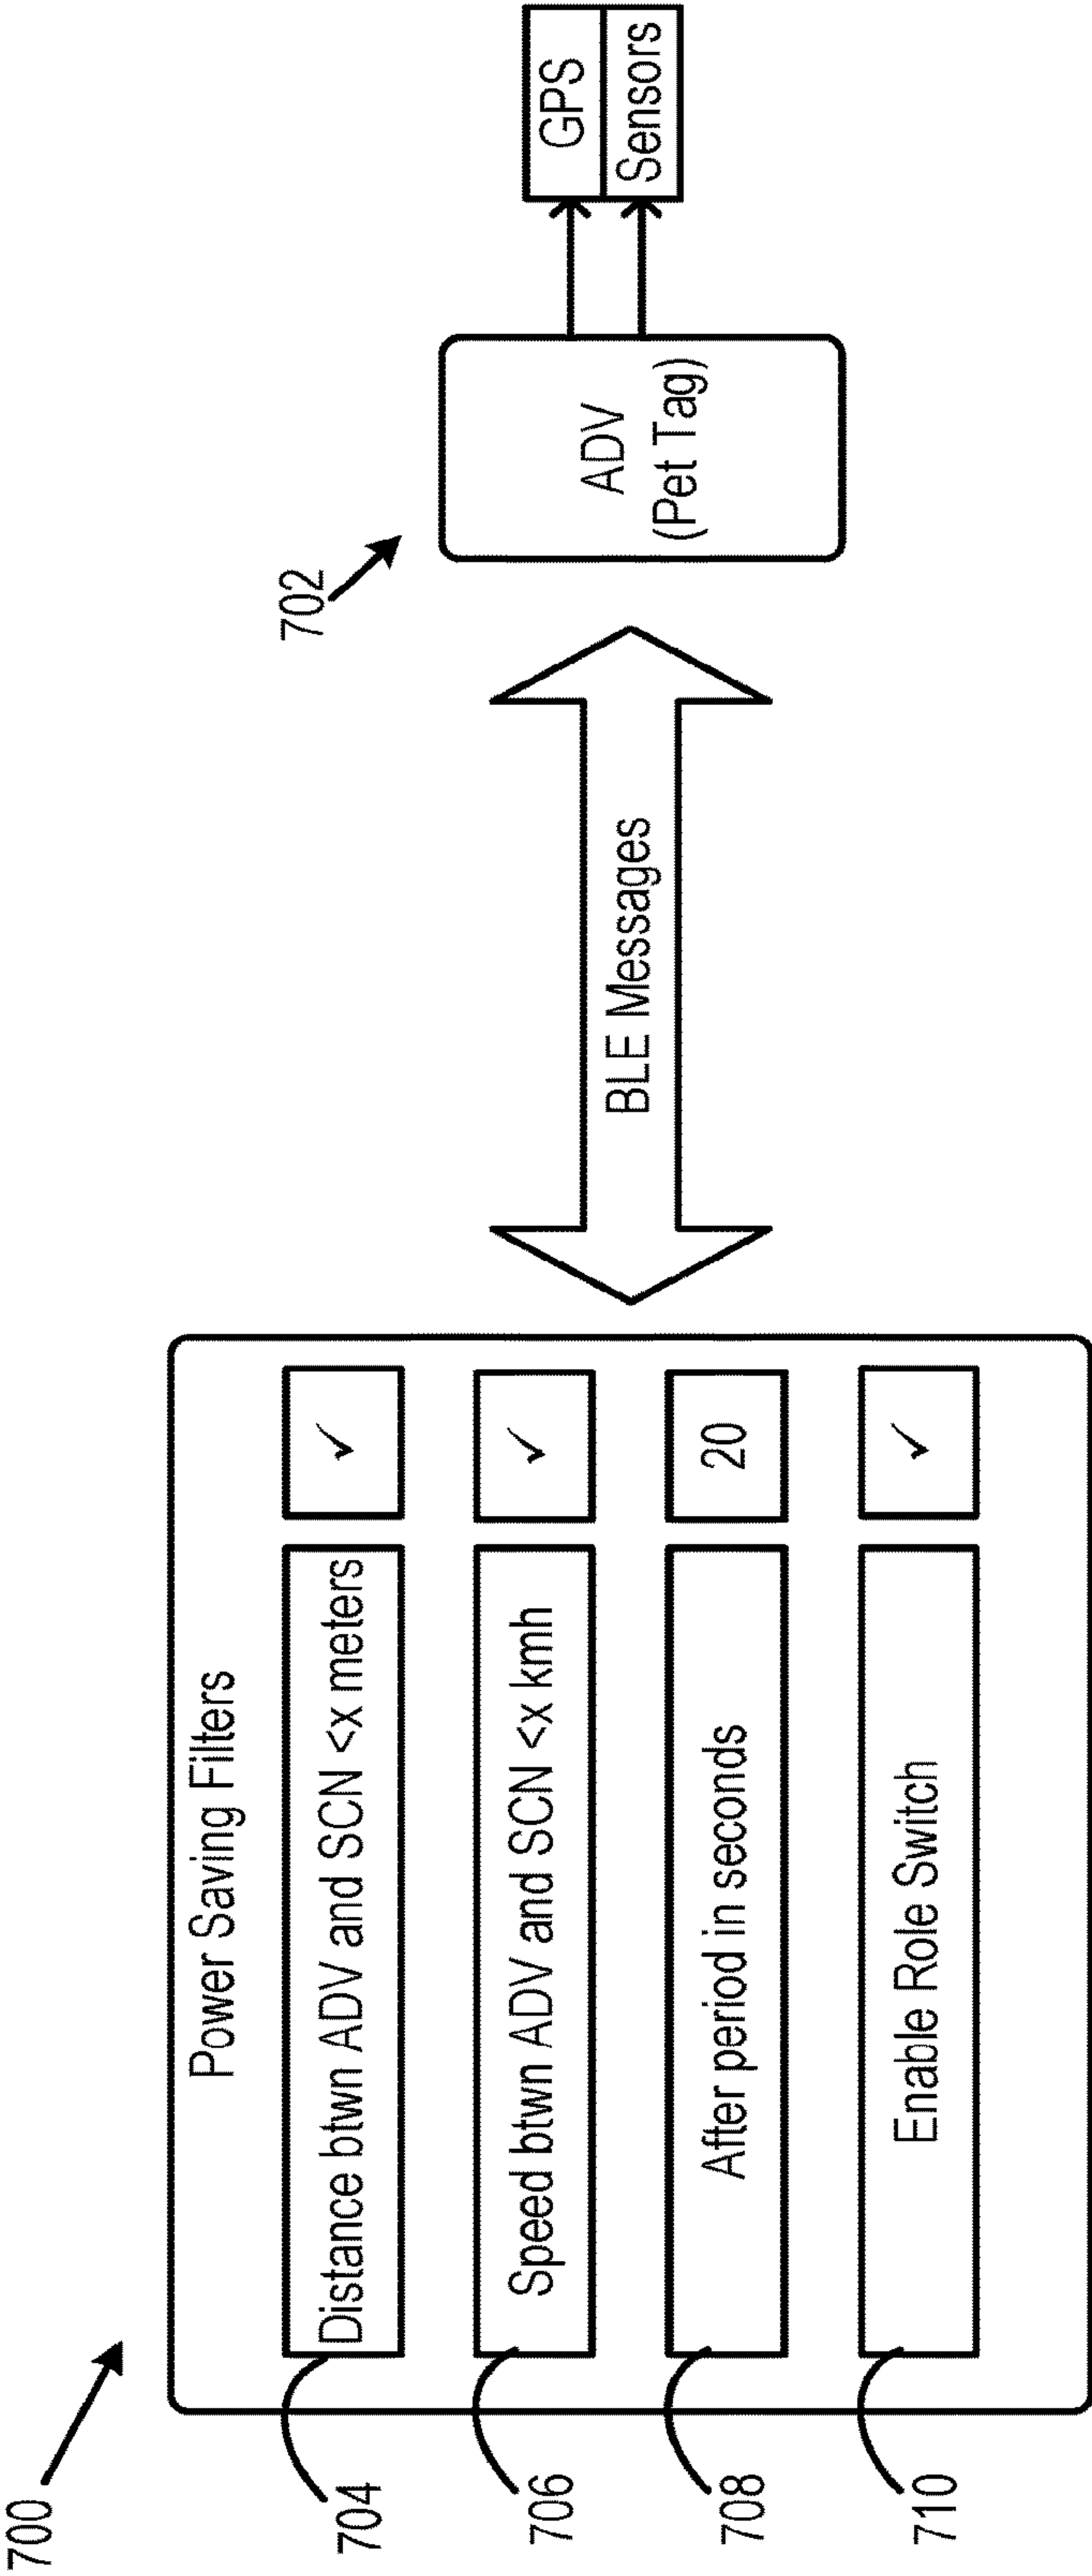 700
Power Saving Filters
704
Distance btwn ADV and SCN <x meters
✓
706
Speed btwn ADV and SCN <x kmh
✓
708
After period in seconds
20
710
Enable Role Switch
✓
BLE Messages
702
ADV
(Pet Tag)
GPS
Sensors